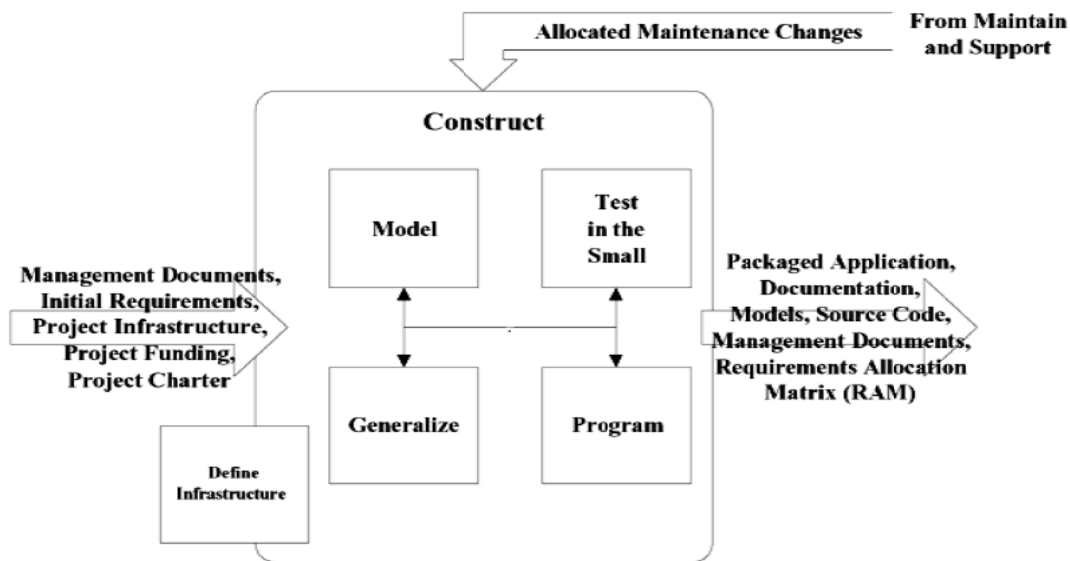 Allocated Maintenance Changes
From Maintain
and Support
Construct
Model
Test
in the
Small
Management Documents,
Initial Requirements,
Project Infrastructure,
Project Funding,
Project Charter
Packaged Application,
Documentation,
Models, Source Code,
Management Documents,
Requirements Allocation
Matrix (RAM)
Generalize
Program
Define
Infrastructure